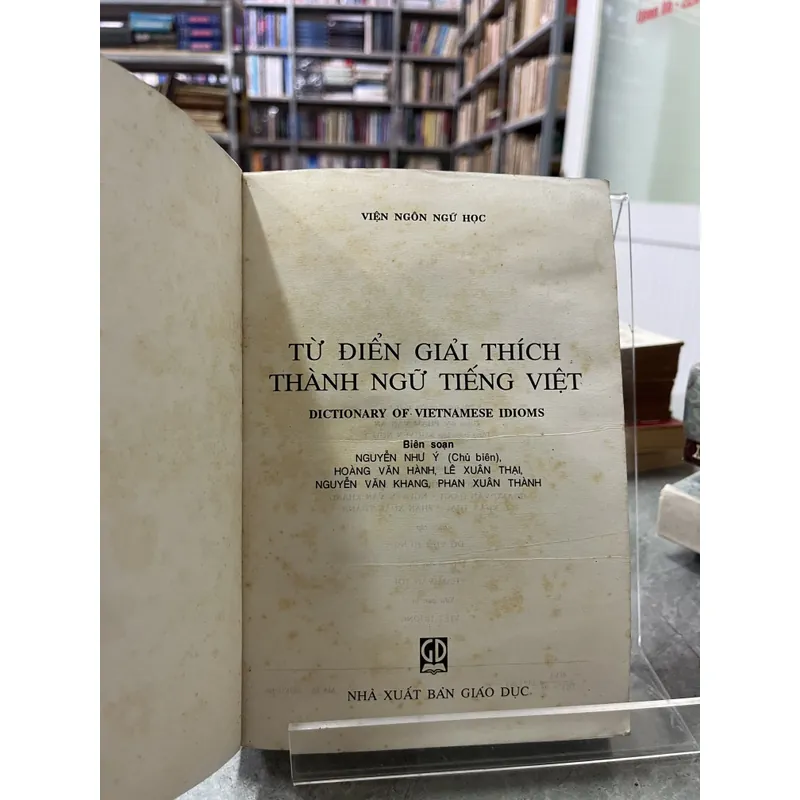 VIỆN NGÔN NGỮ HỌC
TỪ ĐIỂN GIẢI THÍCH
THÀNH NGỮ TIẾNG VIỆT
DICTIONARY OF VIETNAMESE IDIOMS
Biên soạn
NGUYỄN NHƯ Ý (Chủ biên),
HOÀNG VĂN HÀNH, LÊ XUÂN THẠI,
NGUYỄN VĂN KHANG, PHAN XUÂN THÀNH
GD
NHÀ XUẤT BẢN GIÁO DỤC